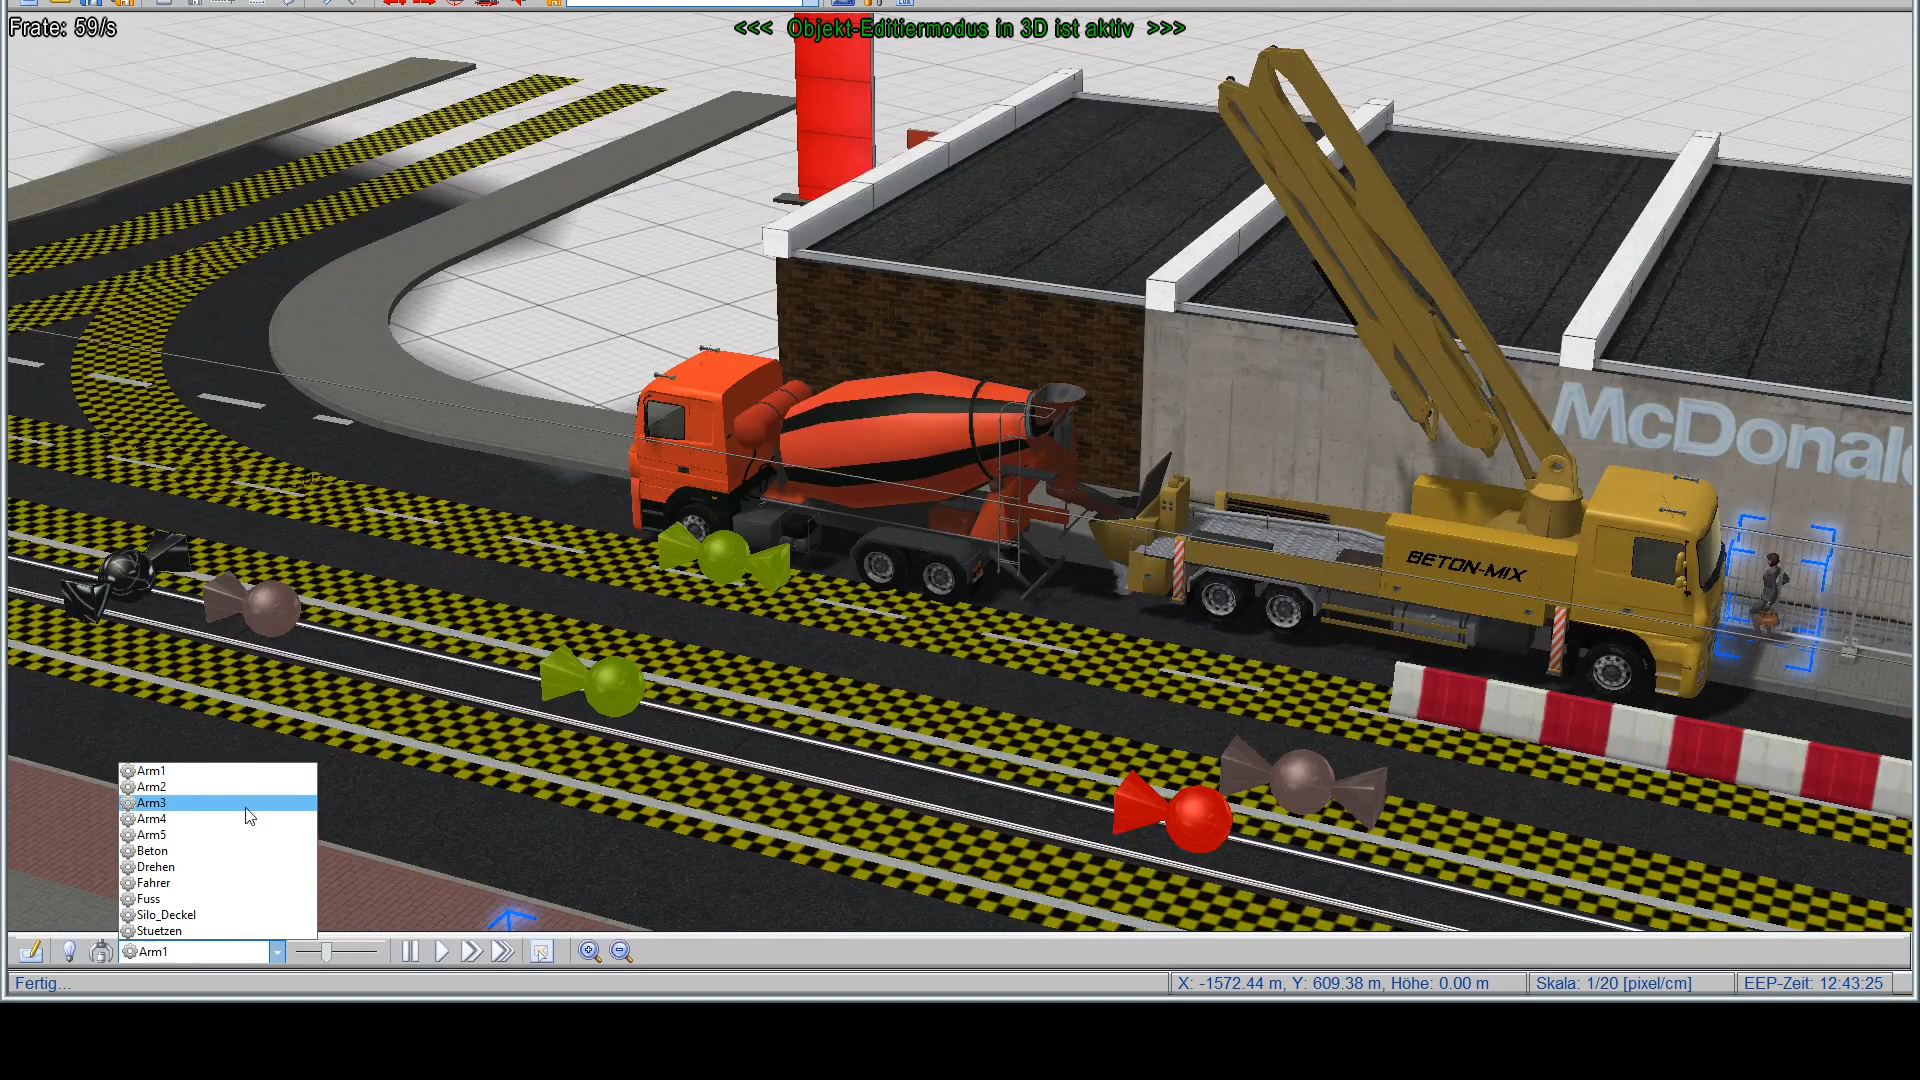 Frate: 59/s
<<< Objekt-Editiermodus in 3D ist aktiv >>>
McDonal
BETON-MIX
Arm1
Arm2
Arm3
Arm4
Arm5
Beton
Drehen
Fahrer
Fuss
Silo_Deckel
Stuetzen
Arm1
Fertig...
X: -1572.44 m, Y: 609.38 m, Höhe: 0.00 m
Skala: 1/20 [pixel/cm]
EEP-Zeit: 12:43:25